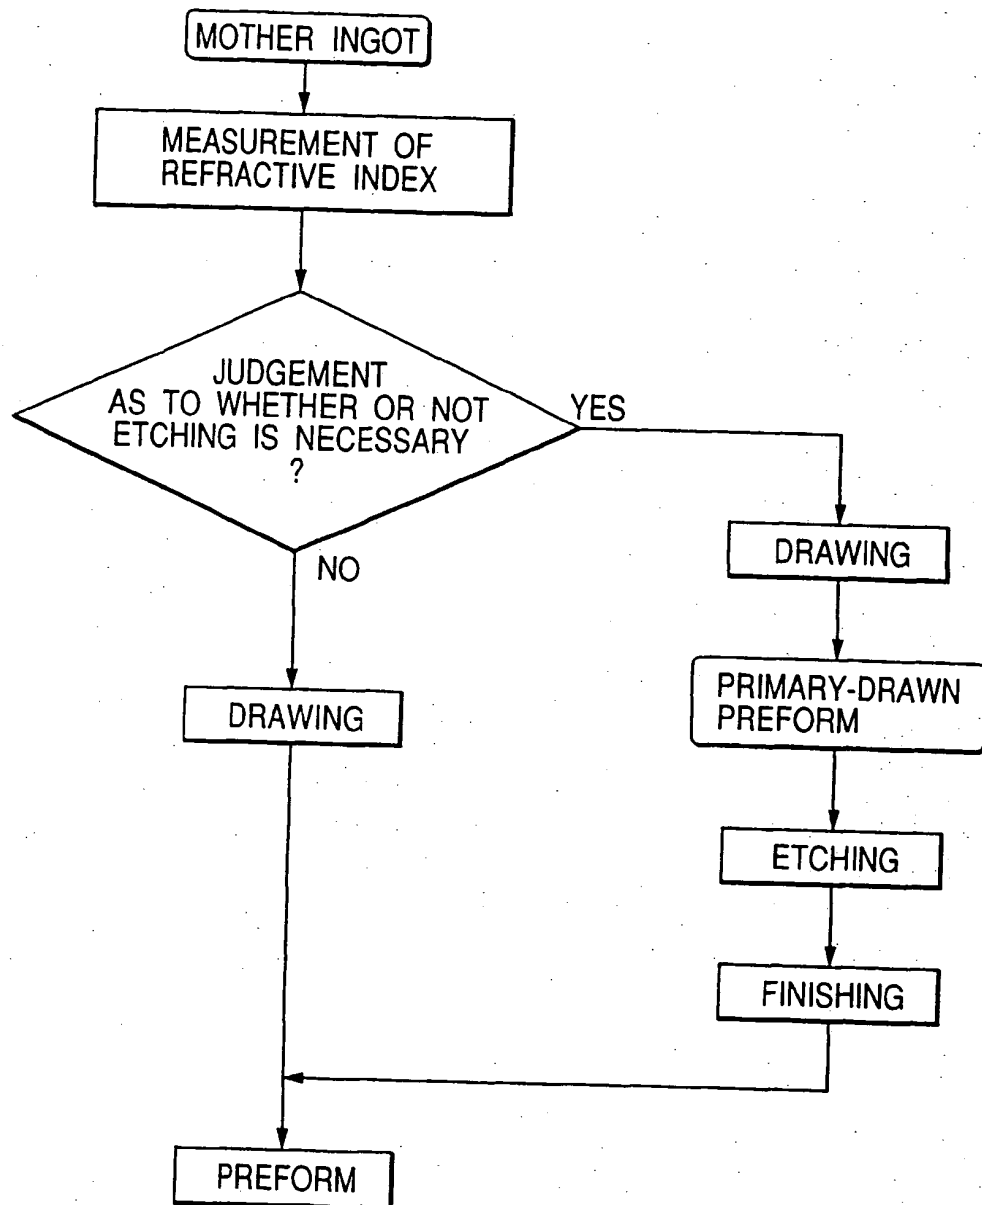 MOTHER INGOT
MEASUREMENT OF
REFRACTIVE INDEX
JUDGEMENT
AS TO WHETHER OR NOT
ETCHING IS NECESSARY
?
YES
NO
DRAWING
PRIMARY-DRAWN
PREFORM
DRAWING
ETCHING
FINISHING
PREFORM